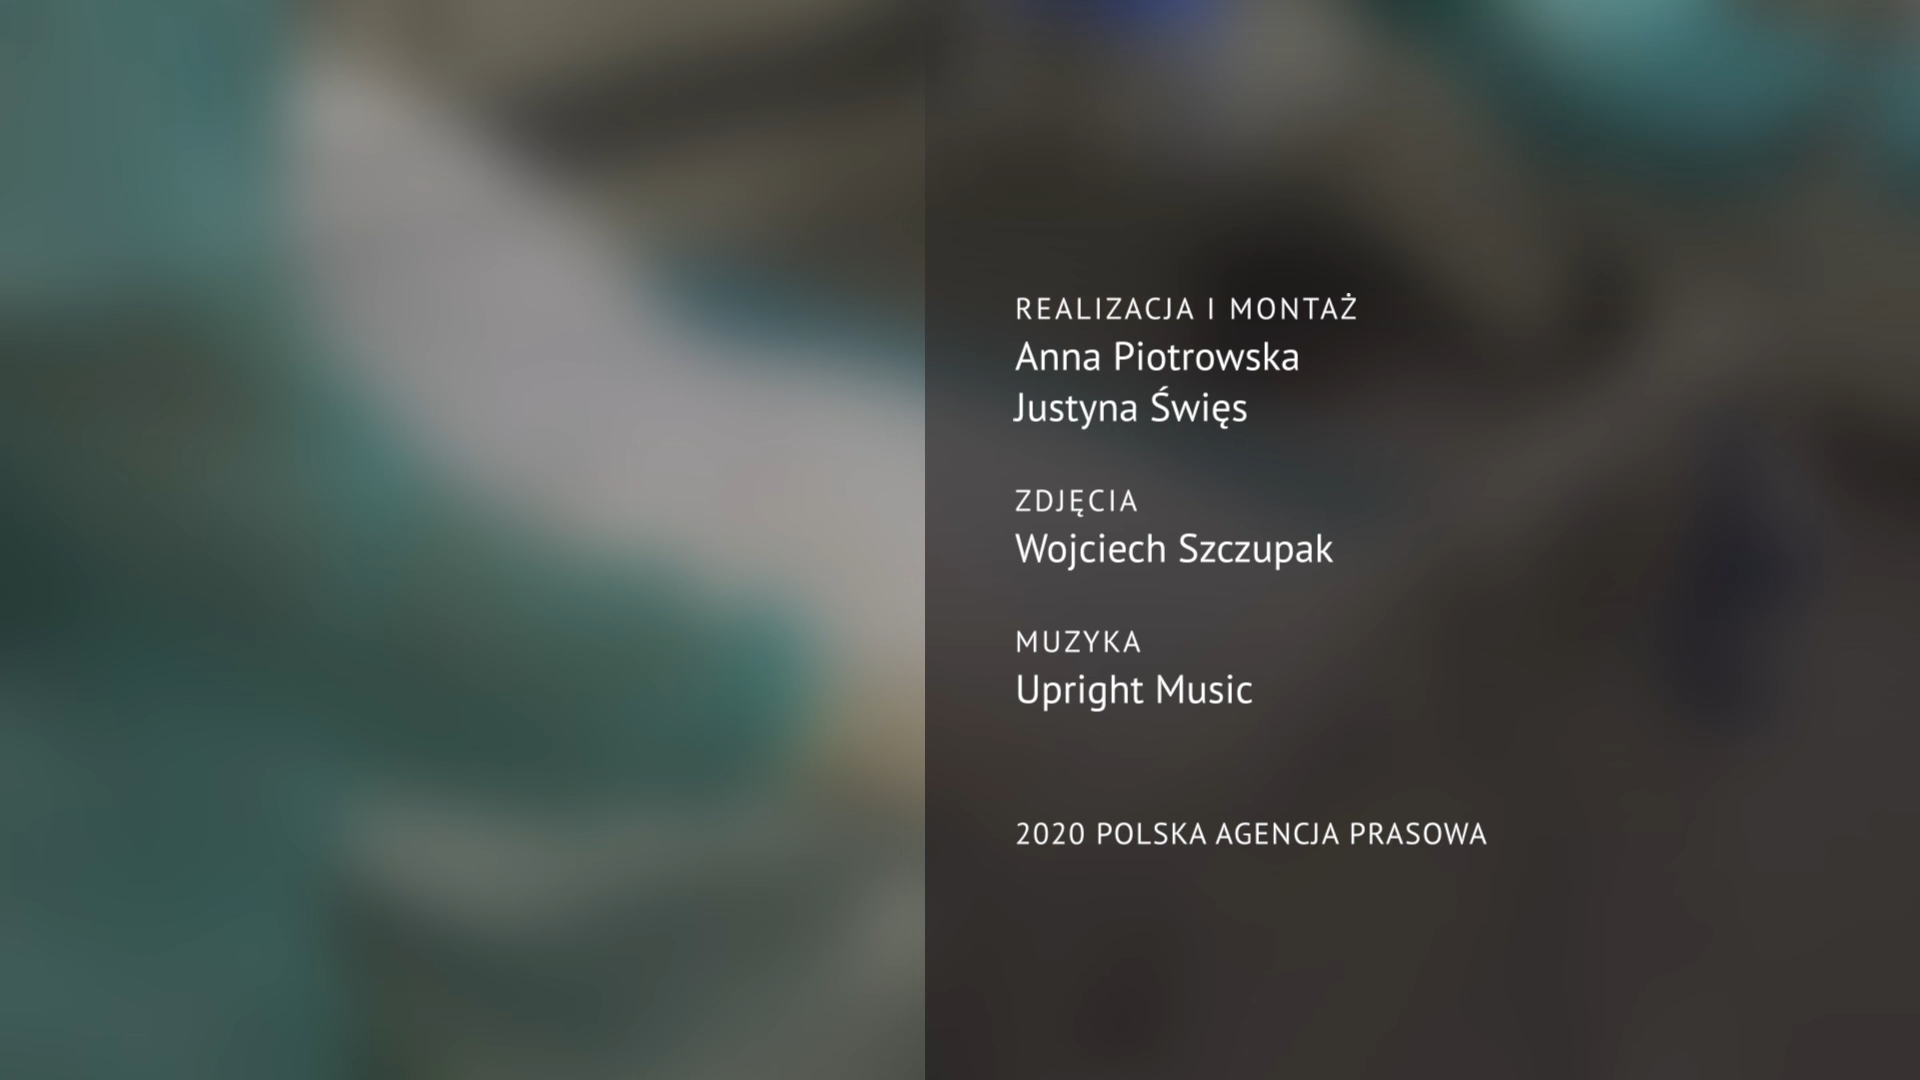 REALIZACJA I MONTAŻ
Anna Piotrowska
Justyna Święs
ZDJĘCIA
Wojciech Szczupak
MUZYKA
Upright Music
2020 POLSKA AGENCJA PRASOWA